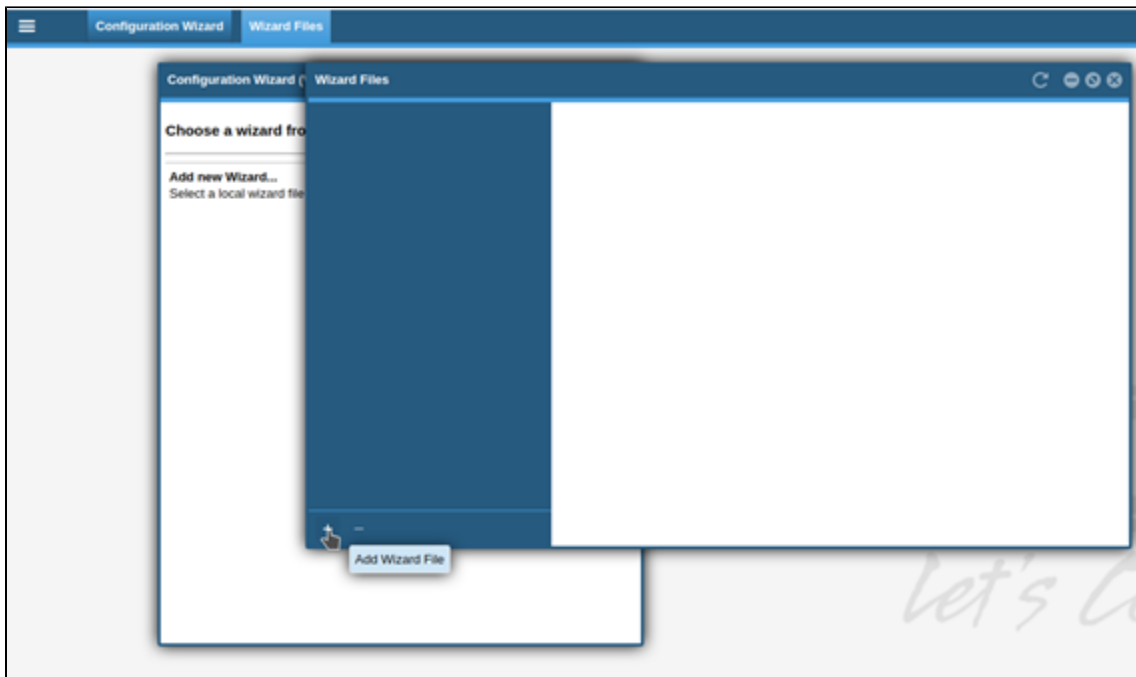 Configuration Wizard
Wizard Files
Configuration Wizard (
Wizard Files
Choose a wizard fro
Add new Wizard...
Select a local wizard file
Add Wizard File
let's